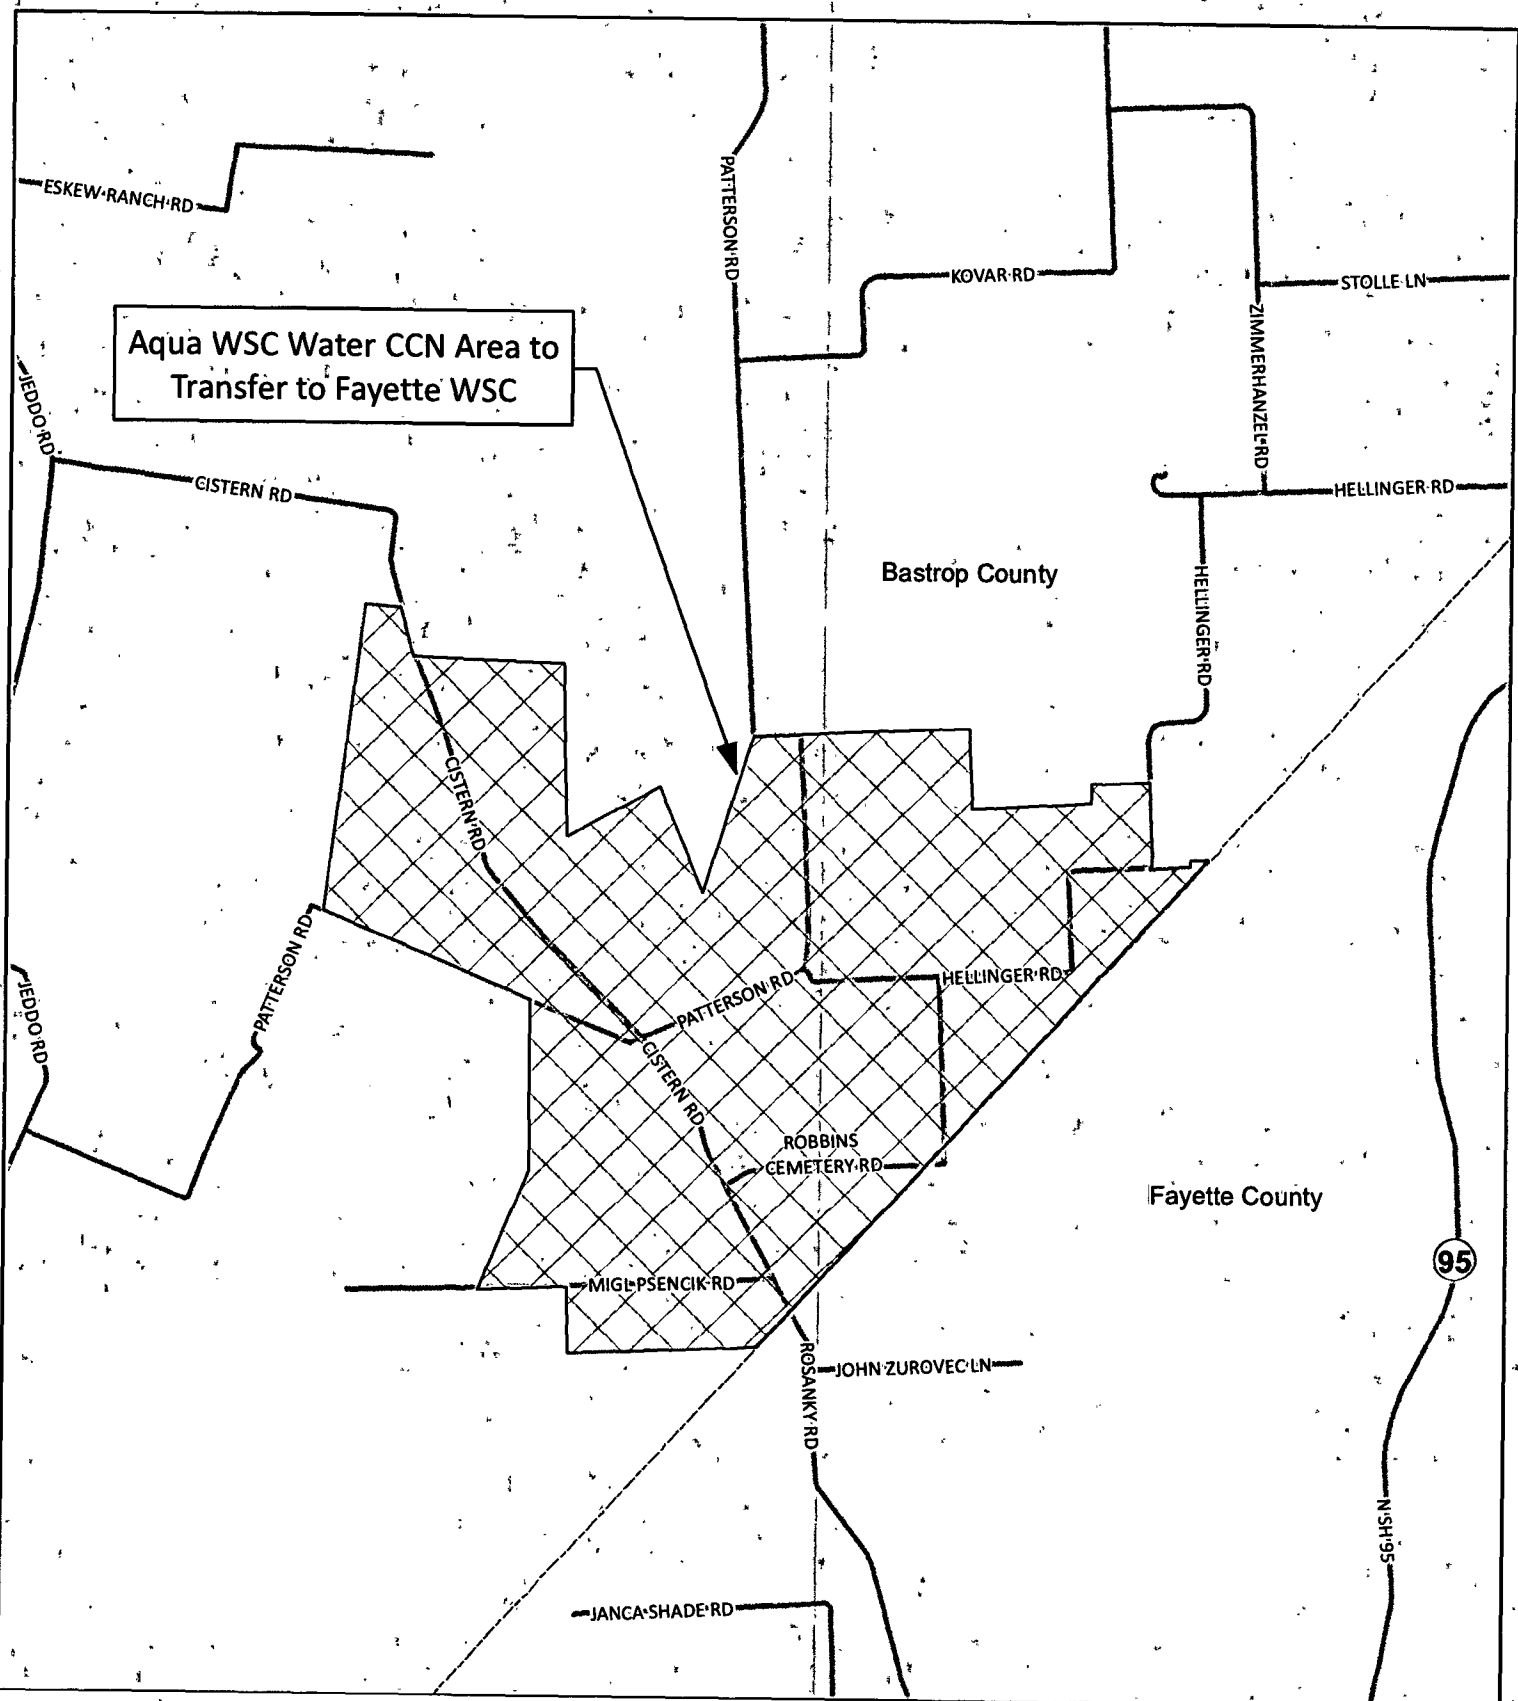 PATTERSON RD
ESKEW RANCH RD
KOVAR RD
STOLLE LN
ZIMMERHANZEL RD
Aqua WSC Water CCN Area to
Transfer to Fayette WSC
JEDDO RD
CISTERN RD
HELLINGER RD
Bastrop County
HELLINGER RD
CISTERN RD
PATTERSON RD
JEDDO RD
PATTERSON RD
HELLINGER RD
CISTERN RD
ROBBINS
CEMETERY RD
Fayette County
95
MIGL PSENCIK RD
ROSANKY RD
JOHN ZUROVEC LN
N SH 95
JANCA SHADE RD